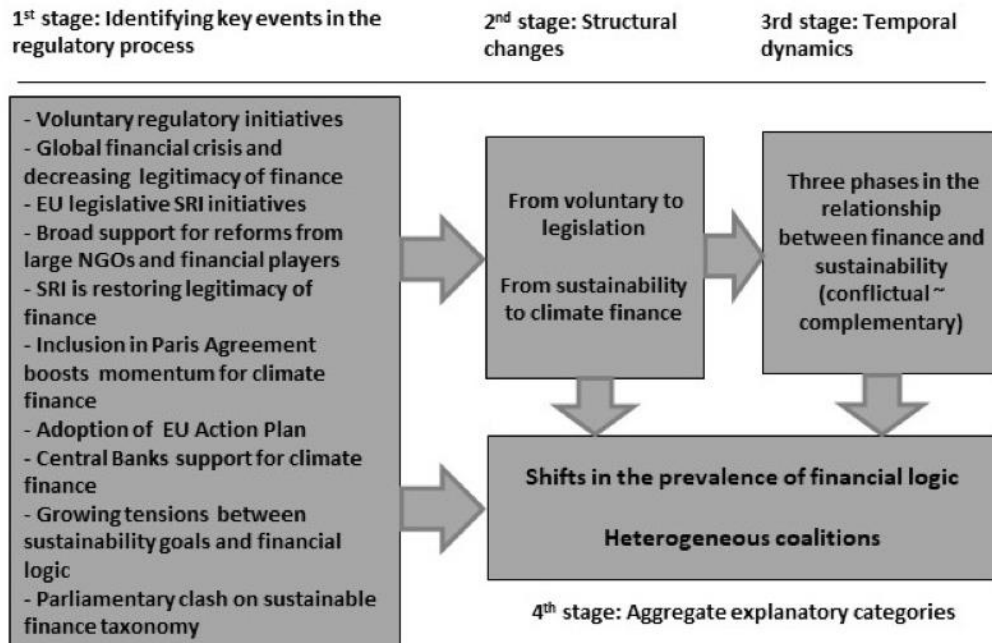 1st stage: Identifying key events in the
regulatory process
2nd stage: Structural
changes
3rd stage: Temporal
dynamics
- Voluntary regulatory initiatives
- Global financial crisis and
decreasing legitimacy of finance
- EU legislative SRI initiatives
- Broad support for reforms from
large NGOs and financial players
- SRI is restoring legitimacy of
finance
- Inclusion in Paris Agreement
boosts momentum for climate
finance
- Adoption of EU Action Plan
- Central Banks support for climate
finance
- Growing tensions between
sustainability goals and financial
logic
- Parliamentary clash on sustainable
finance taxonomy
From voluntary to
legislation
From sustainability
to climate finance
Three phases in the
relationship
between finance and
sustainability
(conflictual ~
complementary)
Shifts in the prevalence of financial logic
Heterogeneous coalitions
4th stage: Aggregate explanatory categories